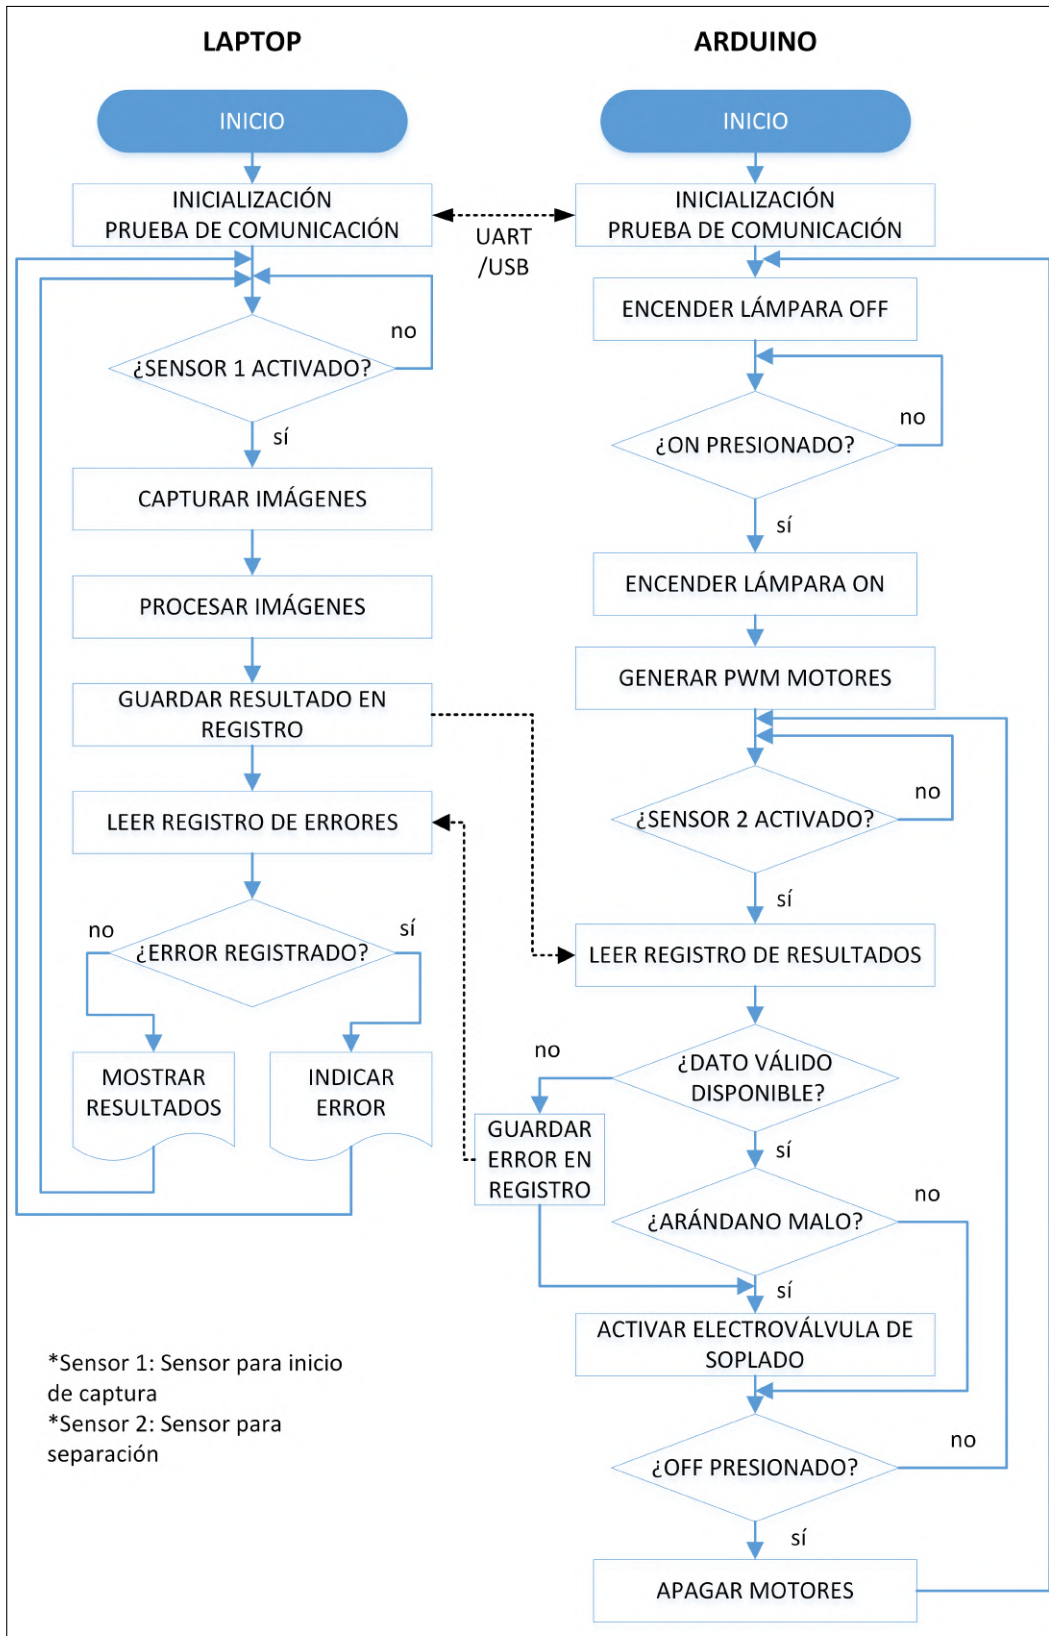 LAPTOP
INICIO
INICIALIZACIÓN
PRUEBA DE COMUNICACIÓN
no
¿SENSOR 1 ACTIVADO?
sí
CAPTURAR IMÁGENES
PROCESAR IMÁGENES
GUARDAR RESULTADO EN
REGISTRO
LEER REGISTRO DE ERRORES
no
sí
¿ERROR REGISTRADO?
MOSTRAR
RESULTADOS
INDICAR
ERROR
*Sensor 1: Sensor para inicio
de captura
*Sensor 2: Sensor para
separación
UART
/USB
ARDUINO
INICIO
INICIALIZACIÓN
PRUEBA DE COMUNICACIÓN
ENCENDER LÁMPARA OFF
no
¿ON PRESIONADO?
sí
ENCENDER LÁMPARA ON
GENERAR PWM MOTORES
no
¿SENSOR 2 ACTIVADO?
sí
LEER REGISTRO DE RESULTADOS
no
¿DATO VÁLIDO
DISPONIBLE?
GUARDAR
ERROR EN
REGISTRO
sí
no
¿ARÁNDANO MALO?
sí
ACTIVAR ELECTROVÁLVULA DE
SOPLADO
no
¿OFF PRESIONADO?
sí
APAGAR MOTORES